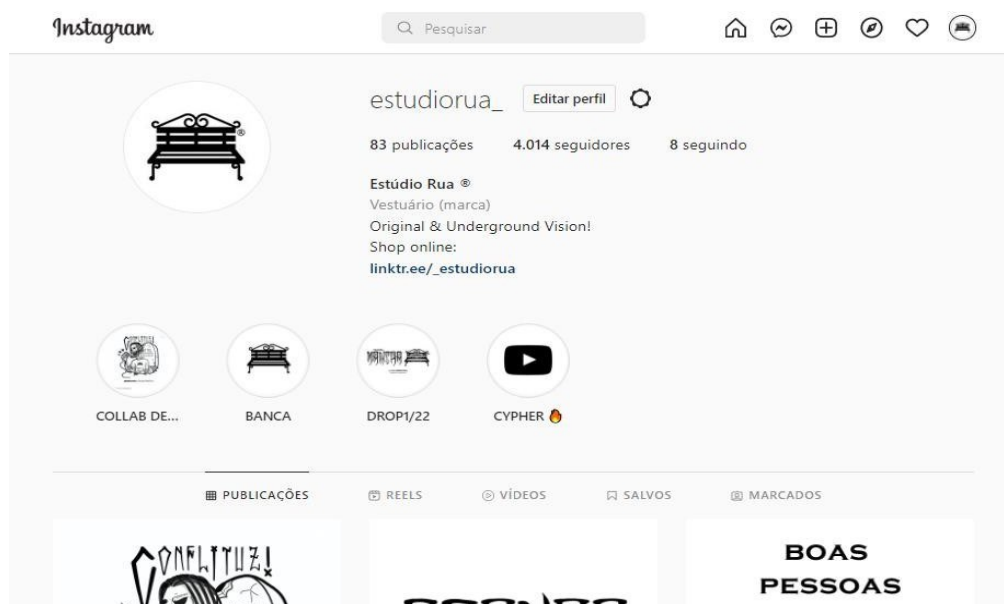 Instagram
Pesquisar
estudiorua_ Editar perfil
83 publicações 4.014 seguidores 8 seguindo
Estúdio Rua ®
Vestuário (marca)
Original & Underground Vision!
Shop online:
linktr.ee/_estudiorua
®
COLLAB DE... BANCA DROP1/22 CYPHER 🔥
PUBLICAÇÕES REELS VÍDEOS SALVOS MARCADOS
CONFLITUZ!
BOAS
PESSOAS